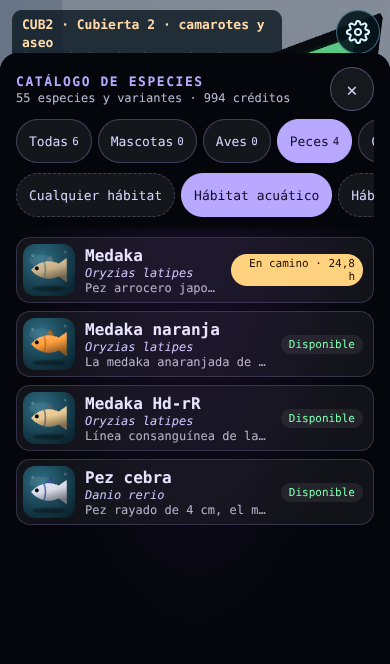 CUB2 · Cubierta 2 · camarotes y
aseo
CATÁLOGO DE ESPECIES
55 especies y variantes · 994 créditos
×
Todas 6 Mascotas 0 Aves 0 Peces 4
Cualquier hábitat Hábitat acuático Háb
Medaka
Oryzias latipes
Pez arrocero japo…
En camino · 24,8
h
Medaka naranja
Oryzias latipes
La medaka anaranjada de …
Disponible
Medaka Hd-rR
Oryzias latipes
Línea consanguínea de la…
Disponible
Pez cebra
Danio rerio
Pez rayado de 4 cm, el m…
Disponible